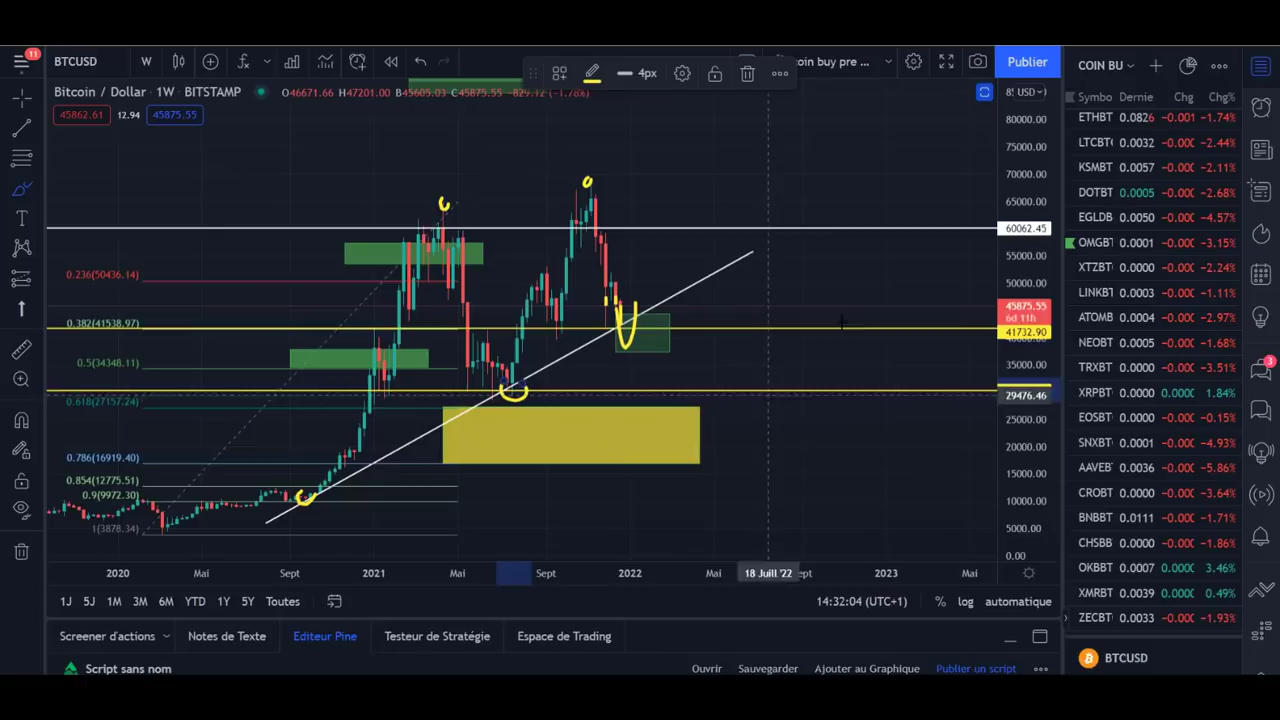 11
BTCUSD
W
4px
coin bu pre ...
Publier
COIN BU
Bitcoin / Dollar · 1W · BITSTAMP
O46671.66 H47201.00 B45605.03 C45875.55 −829.12 (−1.78%)
USD
45862.61
12.94
45875.55
80000.00
75000.00
70000.00
65000.00
60062.45
55000.00
50000.00
45875.55
6d 11h
41732.90
35000.00
29476.46
25000.00
20000.00
15000.00
10000.00
5000.00
0.00
0.236(50436.14)
0.382(41538.97)
0.5(34348.11)
0.618(27157.24)
0.786(16919.40)
0.854(12775.51)
0.9(9972.30)
1(3878.34)
2020
Mai
Sept
2021
Mai
Sept
2022
Mai
18 Juill '22
2023
Mai
1J 5J 1M 3M 6M YTD 1Y 5Y Toutes
14:32:04 (UTC+1)
% log automatique
Screener d'actions
Notes de Texte
Editeur Pine
Testeur de Stratégie
Espace de Trading
Script sans nom
Ouvrir
Sauvegarder
Ajouter au Graphique
Publier un script
Symbo Dernie Chg Chg%
ETHBT 0.0826 −0.001 −1.74%
LTCBT 0.0032 −0.000 −2.44%
KSMBT 0.0057 −0.000 −2.11%
DOTBT 0.0005 −0.000 −2.68%
EGLDB 0.0050 −0.000 −4.57%
OMGBT 0.0001 −0.000 −3.15%
XTZBT 0.0001 −0.000 −2.24%
LINKBT 0.0005 −0.000 −1.11%
ATOMB 0.0008 −0.000 −2.97%
NEOBT 0.0005 −0.000 −1.68%
TRXBT 0.0000 −0.000 −3.51%
XRPBT 0.0000 0.000 1.84%
EOSBT 0.0000 −0.000 −0.15%
SNXBT 0.0001 −0.000 −4.93%
AAVEB 0.0036 −0.000 −5.86%
CROBT 0.0000 −0.000 −3.64%
BNBBT 0.0111 −0.000 −1.71%
CHSBB 0.0000 −0.000 −3.86%
OKBBT 0.0007 0.0000 3.46%
XMRBT 0.0039 0.0000 0.49%
ZECBT 0.0033 −0.000 −1.93%
BTCUSD
3